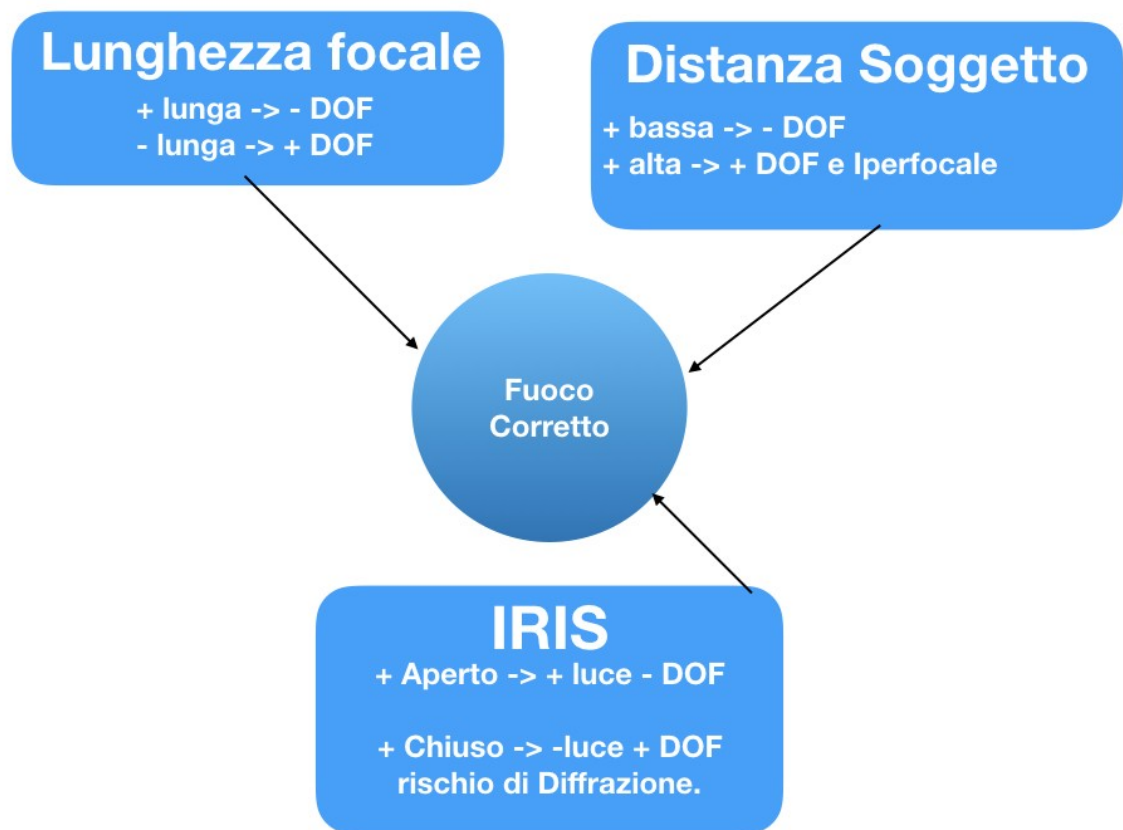 Lunghezza focale
+ lunga -> - DOF
- lunga -> + DOF
Distanza Soggetto
+ bassa -> - DOF
+ alta -> + DOF e Iperfocale
Fuoco
Corretto
IRIS
+ Aperto -> + luce - DOF
+ Chiuso -> -luce + DOF
rischio di Diffrazione.